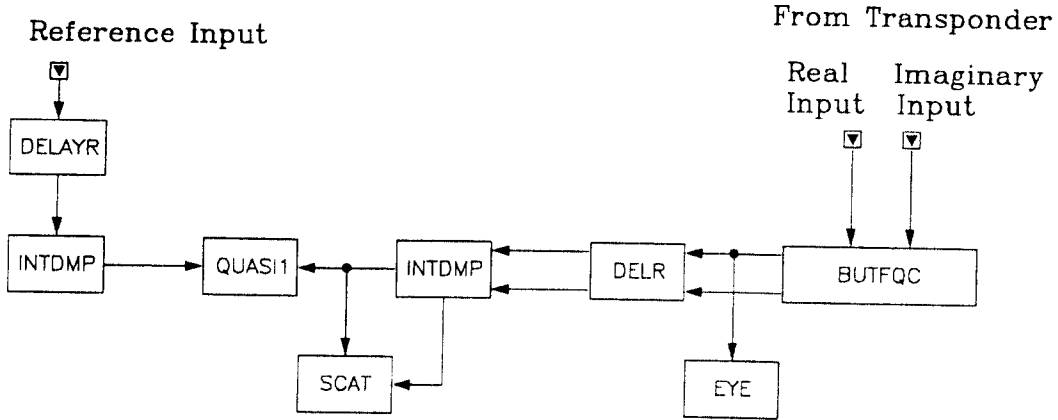 From Transponder
Reference Input
Real Input
Imaginary Input
DELAYR
INTDMP
QUASI1
INTDMP
DELR
BUTFQC
SCAT
EYE